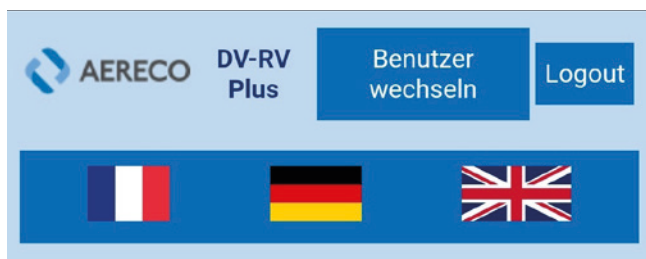 AERECO
DV-RV
Plus
Benutzer
wechseln
Logout